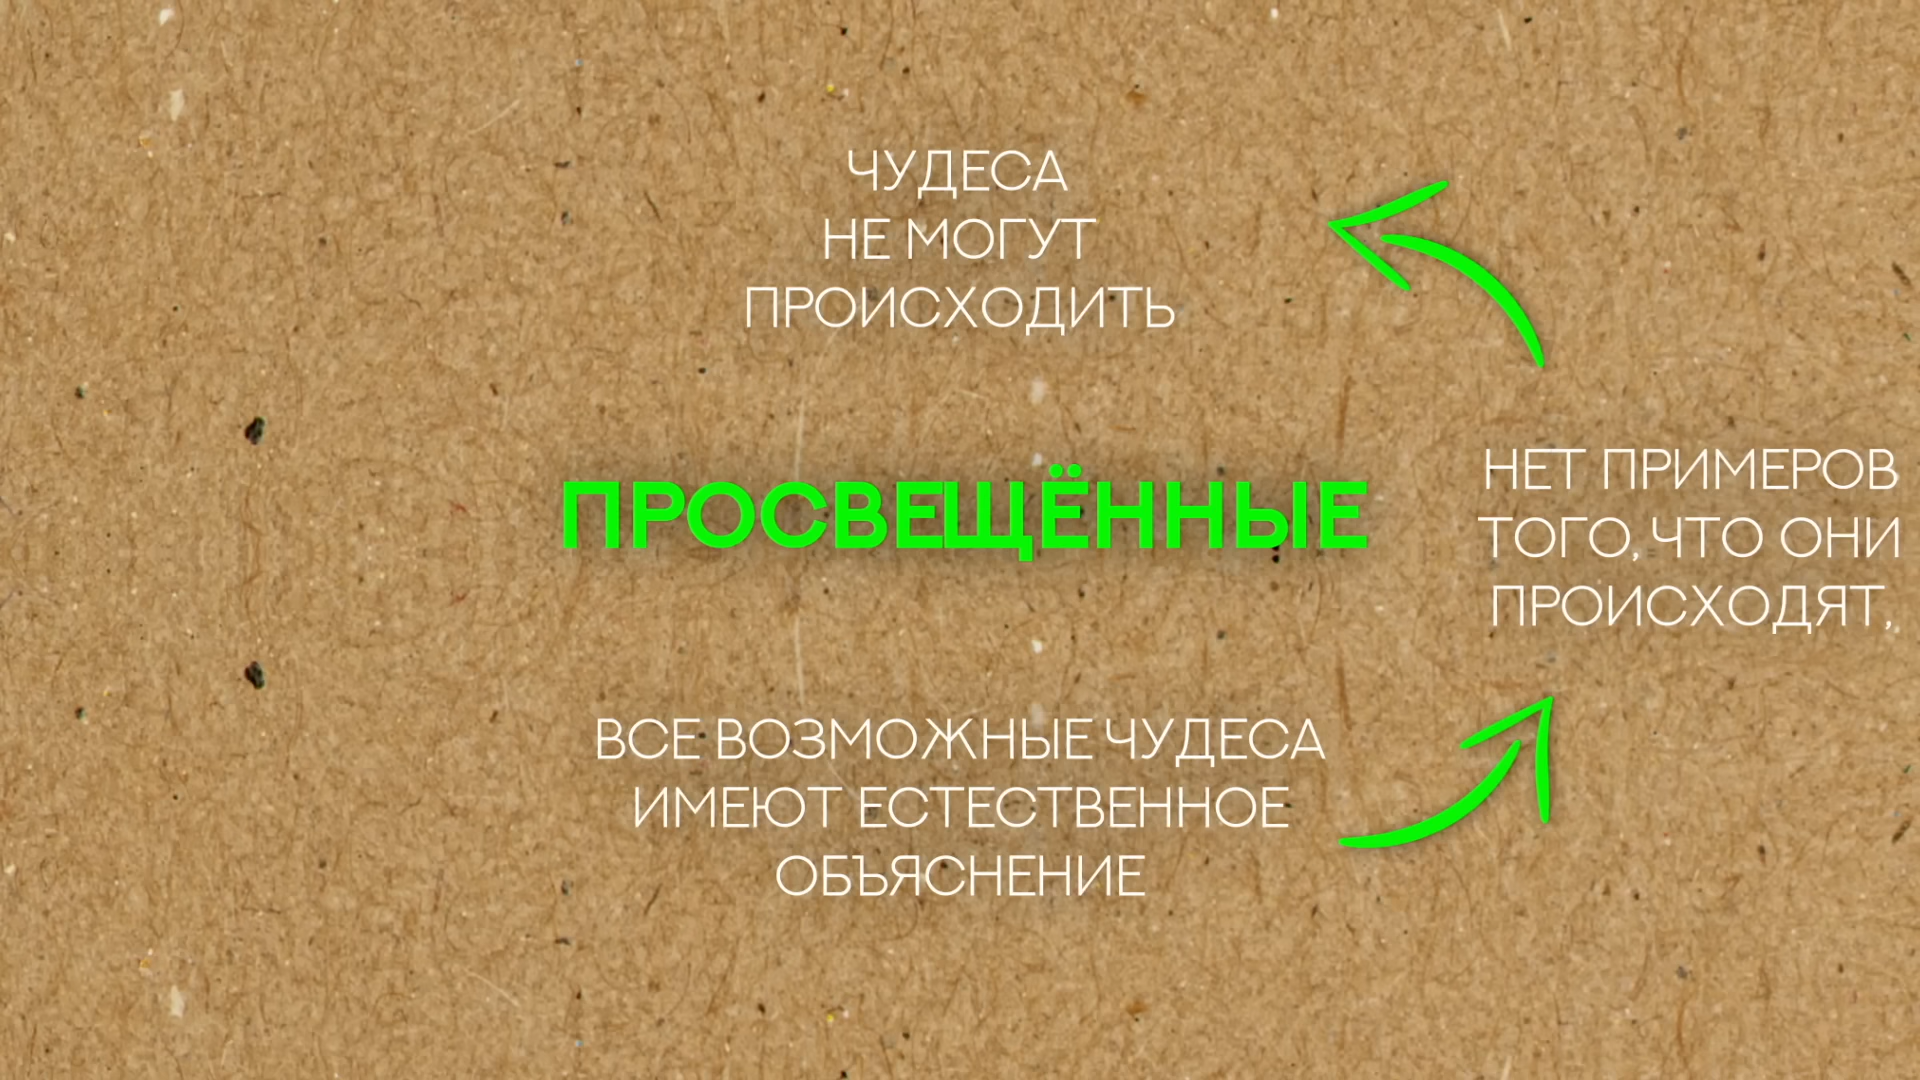 ЧУДЕСА
НЕ МОГУТ
ПРОИСХОДИТЬ
ПРОСВЕЩЁННЫЕ
НЕТ ПРИМЕРОВ
ТОГО, ЧТО ОНИ
ПРОИСХОДЯТ,.
ВСЕ ВОЗМОЖНЫЕ ЧУДЕСА
ИМЕЮТ ЕСТЕСТВЕННОЕ
ОБЪЯСНЕНИЕ